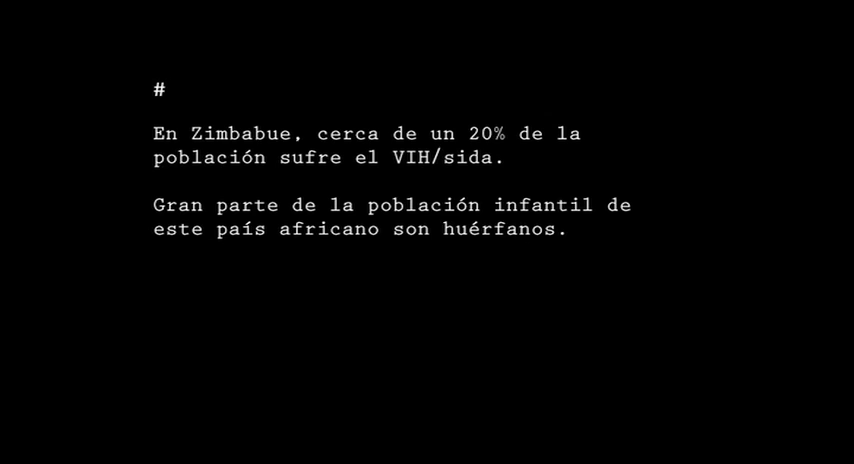 #
En Zimbabue, cerca de un 20% de la
población sufre el VIH/sida.
Gran parte de la población infantil de
este país africano son huérfanos.